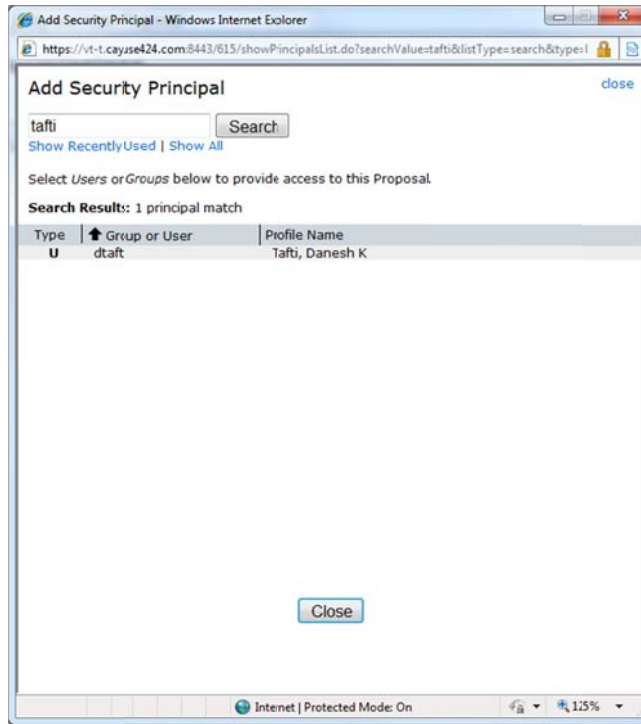 Add Security Principal - Windows Internet Explorer
https://vt-t.cayuse424.com:8443/615/showPrincipalsList.do?searchValue=tafti&listType=search&type=l
Add Security Principal
close
tafti
Search
Show Recently Used | Show All
Select Users or Groups below to provide access to this Proposal.
Search Results: 1 principal match
Type Group or User Profile Name
U dtaft Tafti, Danesh K
Close
Internet | Protected Mode: On
125%